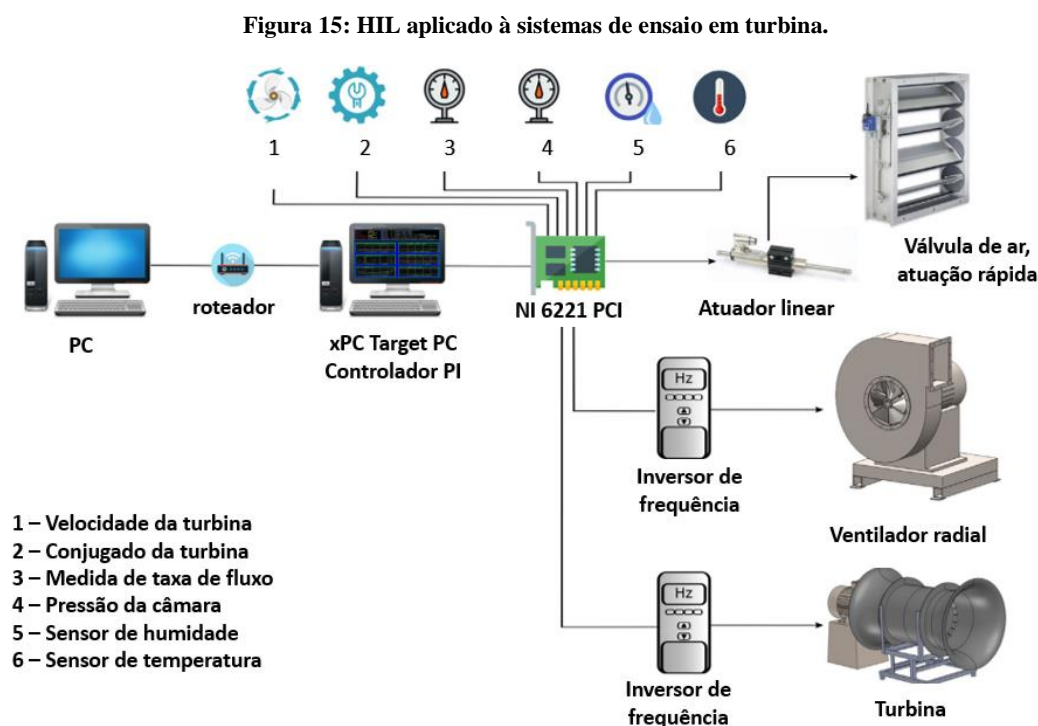 Figura 15: HIL aplicado à sistemas de ensaio em turbina.
1
2
3
4
5
6
PC
roteador
xPC Target PC
Controlador PI
NI 6221 PCI
Atuador linear
Válvula de ar,
atuação rápida
Hz
Inversor de
frequência
Ventilador radial
Hz
Inversor de
frequência
Turbina
1 – Velocidade da turbina
2 – Conjugado da turbina
3 – Medida de taxa de fluxo
4 – Pressão da câmara
5 – Sensor de humidade
6 – Sensor de temperatura